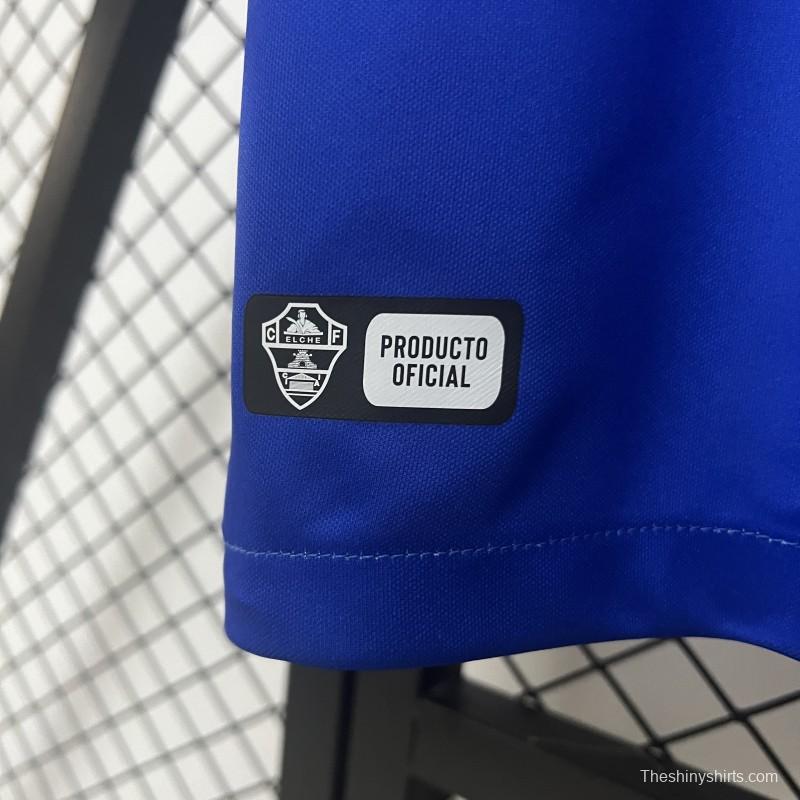 C F
ELCHE
PRODUCTO
OFICIAL
Theshinyshirts.com